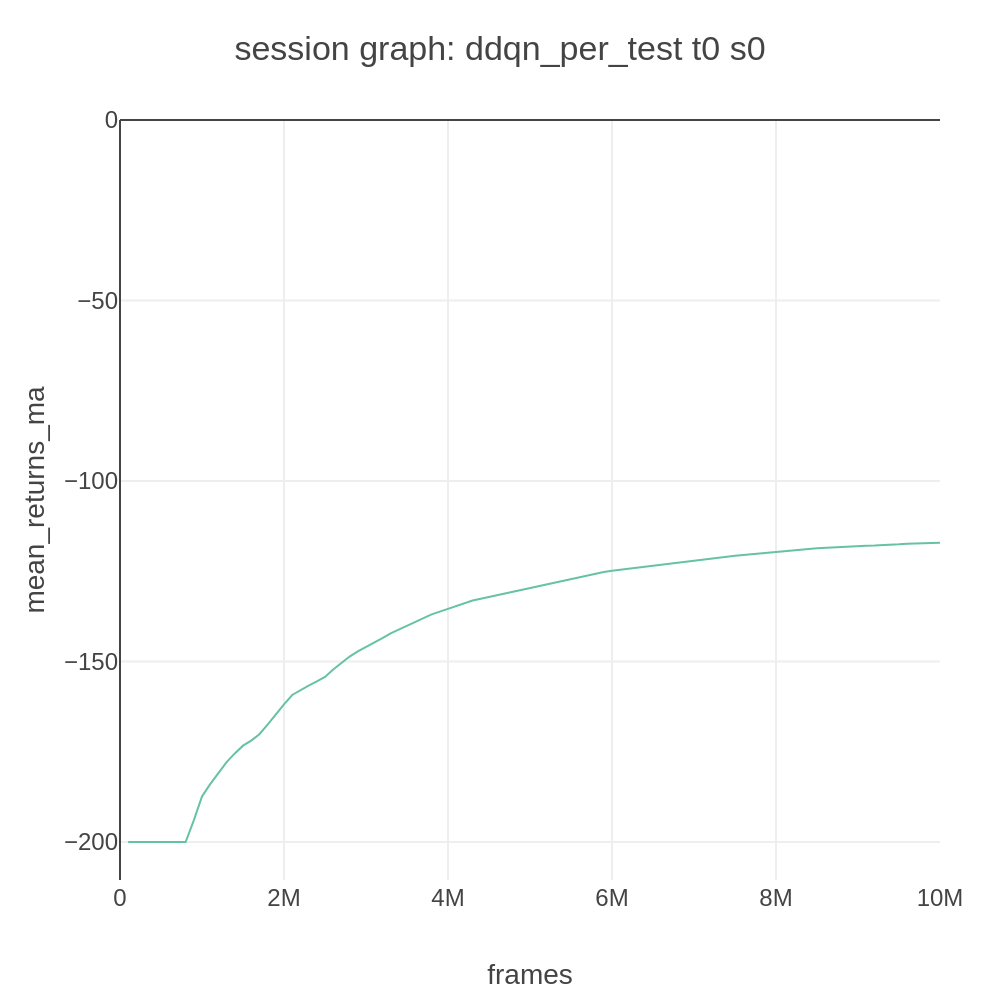 session graph: ddqn_per_test t0 s0
0
−50
−100
−150
−200
mean_returns_ma
0
2M
4M
6M
8M
10M
frames